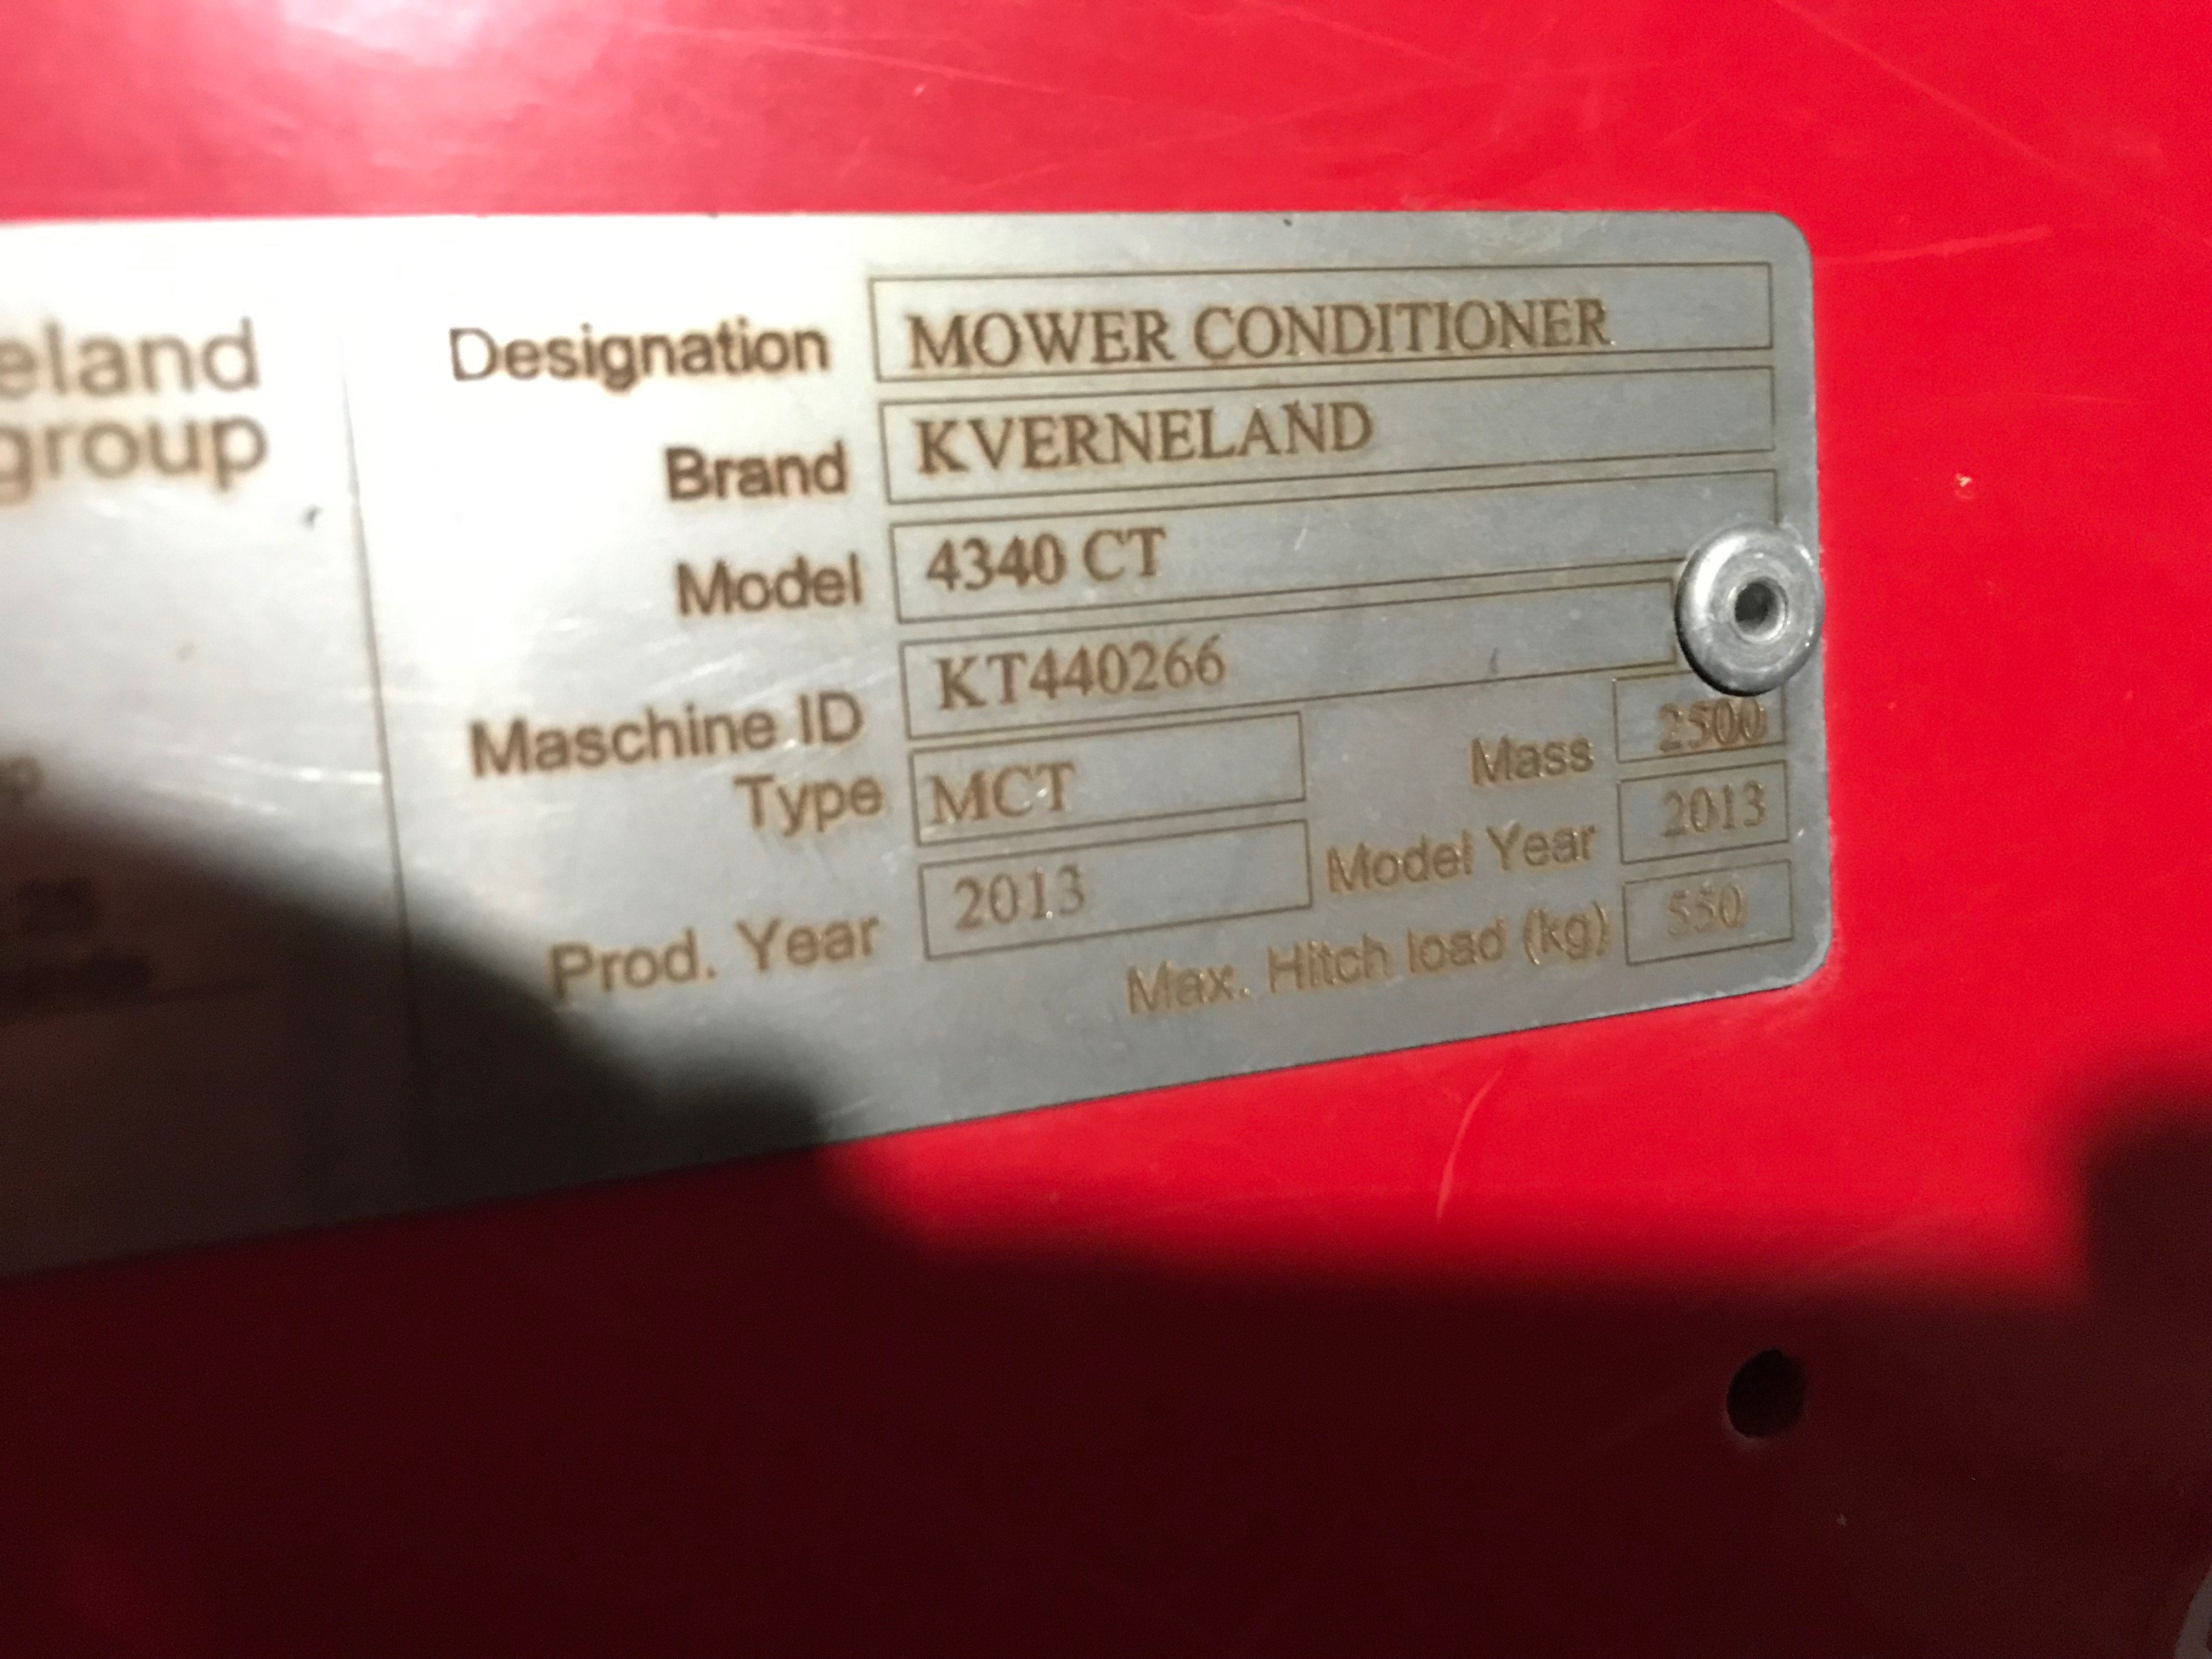 eland
group
Designation MOWER CONDITIONER
Brand KVERNELAND
Model 4340 CT
Maschine ID KT440266
Type MCT Mass 2500
Prod. Year 2013 Model Year 2013
Max. Hitch load (kg) 550